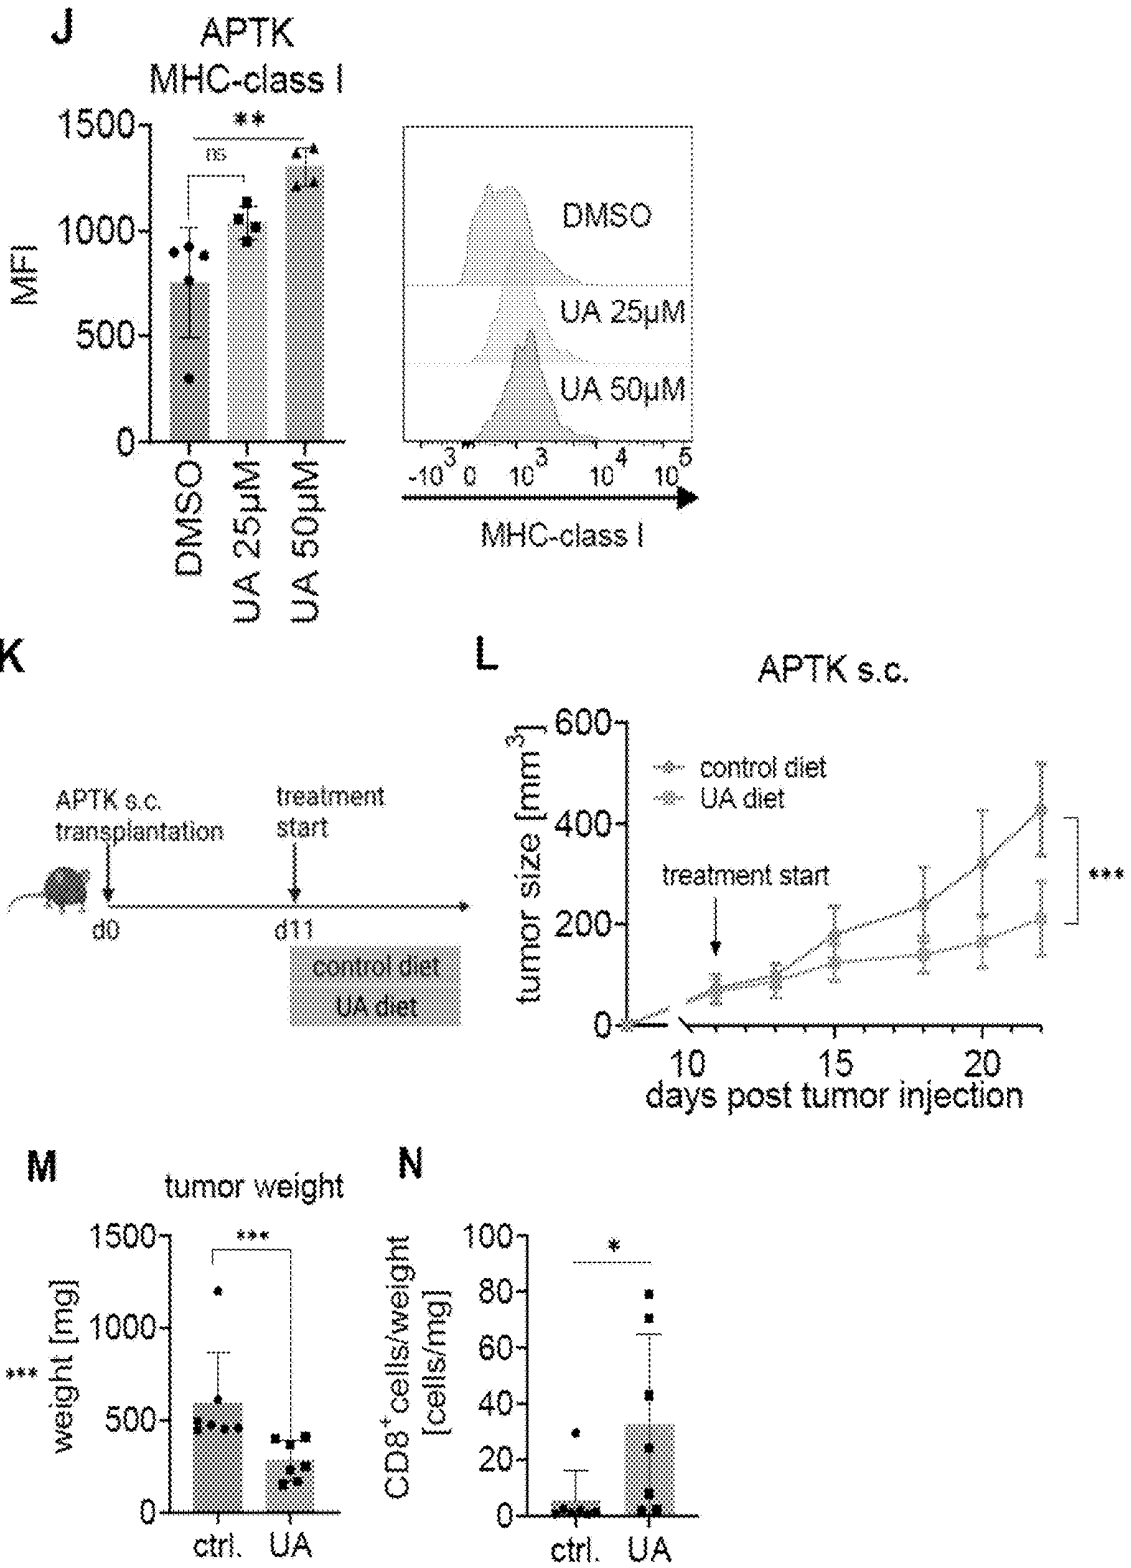 J
APTK
MHC-class I
1500
**
ns
1000
MFI
500
0
DMSO
UA 25µM
UA 50µM
DMSO
UA 25µM
UA 50µM
-10³ 0 10³ 10⁴ 10⁵
MHC-class I
K
APTK s.c.
transplantation
treatment
start
d0
d11
control diet
UA diet
L
APTK s.c.
600
control diet
UA diet
400
treatment start
***
200
0
tumor size [mm³]
10 15 20
days post tumor injection
M
tumor weight
1500
***
1000
weight [mg]
***
500
0
ctrl. UA
N
100
*
80
60
40
20
0
CD8⁺cells/weight
[cells/mg]
ctrl. UA